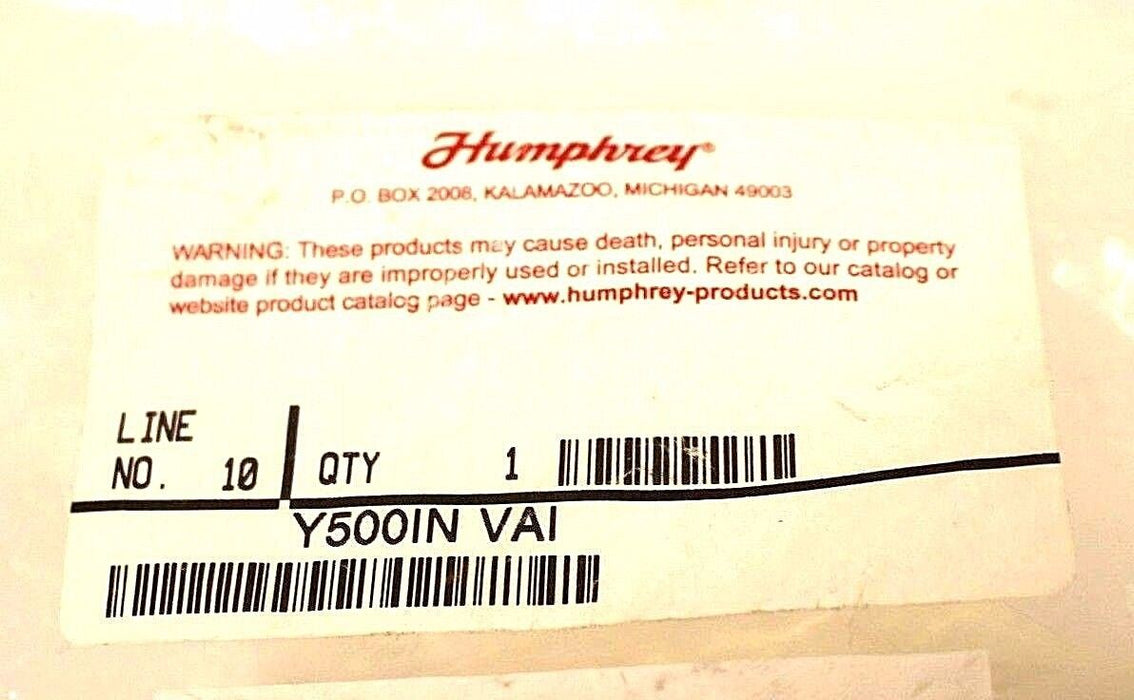 Humphrey®
P.O. BOX 2008, KALAMAZOO, MICHIGAN 49003
WARNING: These products may cause death, personal injury or property
damage if they are improperly used or installed. Refer to our catalog or
website product catalog page - www.humphrey-products.com
LINE
NO. 10 QTY 1
Y500IN VAI